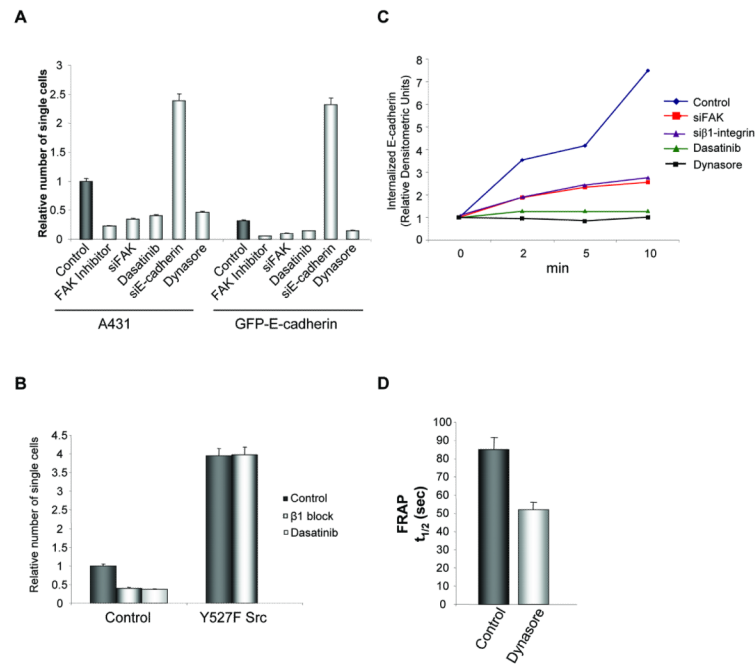 A
Relative number of single cells
3
2.5
2
1.5
1
0.5
0
Control
FAK Inhibitor
siFAK
Dasatinib
siE-cadherin
Dynasore
Control
FAK Inhibitor
siFAK
Dasatinib
siE-cadherin
Dynasore
A431
GFP-E-cadherin
C
Internalized E-cadherin
(Relative Densitometric Units)
8
7
6
5
4
3
2
1
0
0
2
5
10
min
Control
siFAK
siβ1-integrin
Dasatinib
Dynasore
B
Relative number of single cells
4.5
4
3.5
3
2.5
2
1.5
1
0.5
0
Control
Y527F Src
Control
β1 block
Dasatinib
D
FRAP
t1/2 (sec)
100
90
80
70
60
50
40
30
20
10
0
Control
Dynasore